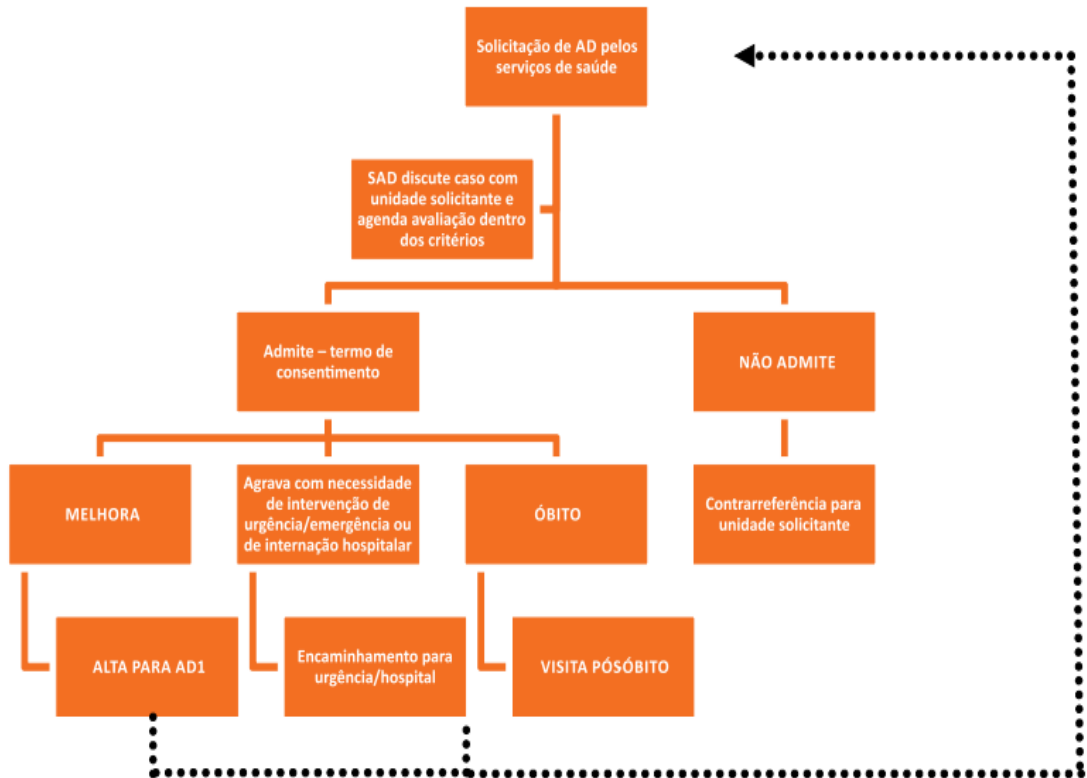 Solicitação de AD pelos
serviços de saúde
SAD discute caso com
unidade solicitante e
agenda avaliação dentro
dos critérios
Admite – termo de
consentimento
NÃO ADMITE
MELHORA
Agrava com necessidade
de intervenção de
urgência/emergência ou
de internação hospitalar
ÓBITO
Contrarreferência para
unidade solicitante
ALTA PARA AD1
Encaminhamento para
urgência/hospital
VISITA PÓSÓBITO